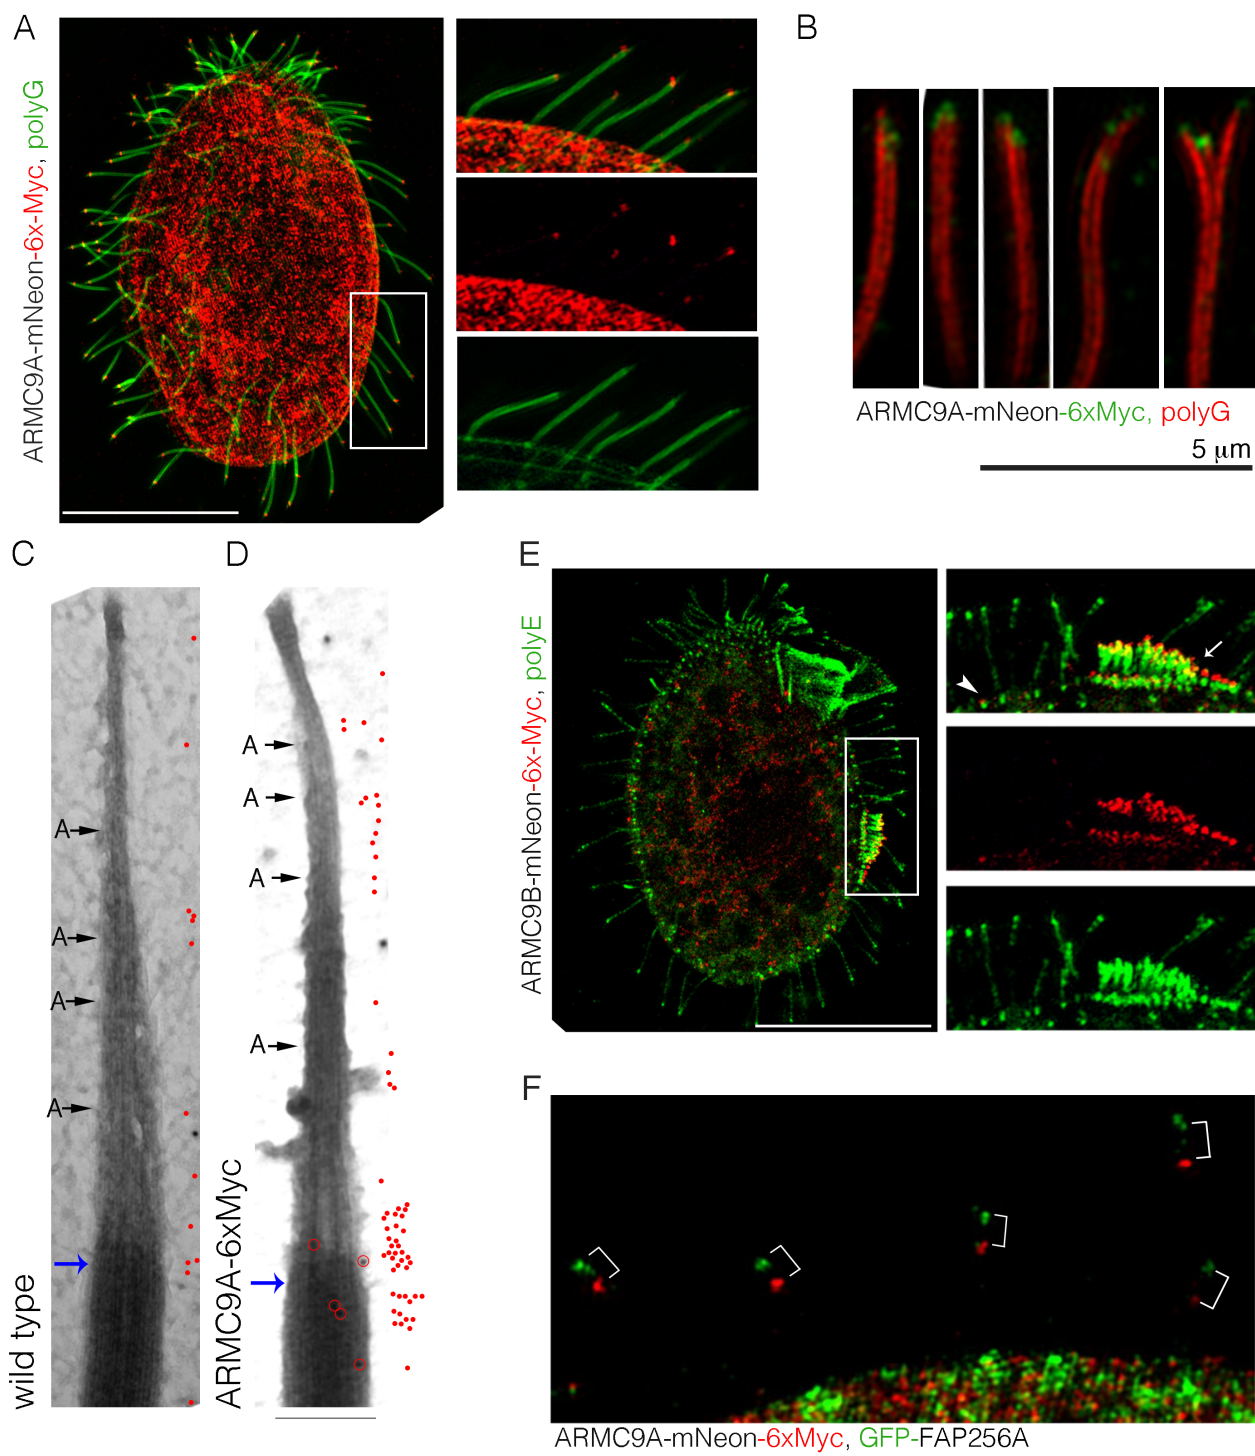 A
ARMC9A-mNeon-6x-Myc, polyG
B
ARMC9A-mNeon-6xMyc, polyG
5 μm
C
wild type
A
A
A
A
D
ARMC9A-6xMyc
A
A
A
A
E
ARMC9B-mNeon-6x-Myc, polyE
F
ARMC9A-mNeon-6xMyc, GFP-FAP256A